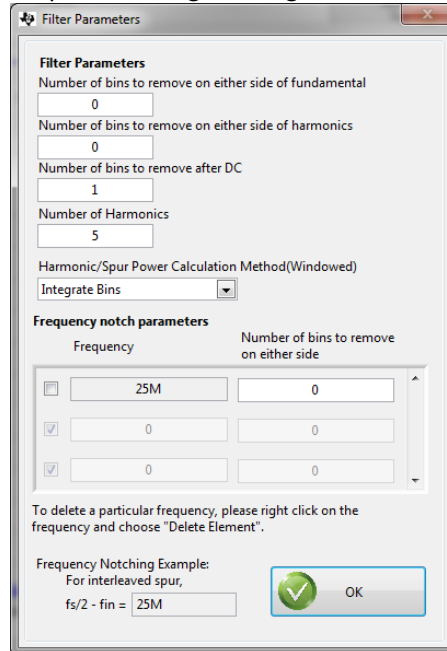 Filter Parameters
Filter Parameters
Number of bins to remove on either side of fundamental
0
Number of bins to remove on either side of harmonics
0
Number of bins to remove after DC
1
Number of Harmonics
5
Harmonic/Spur Power Calculation Method(Windowed)
Integrate Bins
Frequency notch parameters
Frequency
Number of bins to remove
on either side
25M 0
0 0
0 0
To delete a particular frequency, please right click on the
frequency and choose "Delete Element".
Frequency Notching Example:
For interleaved spur,
fs/2 - fin = 25M
OK